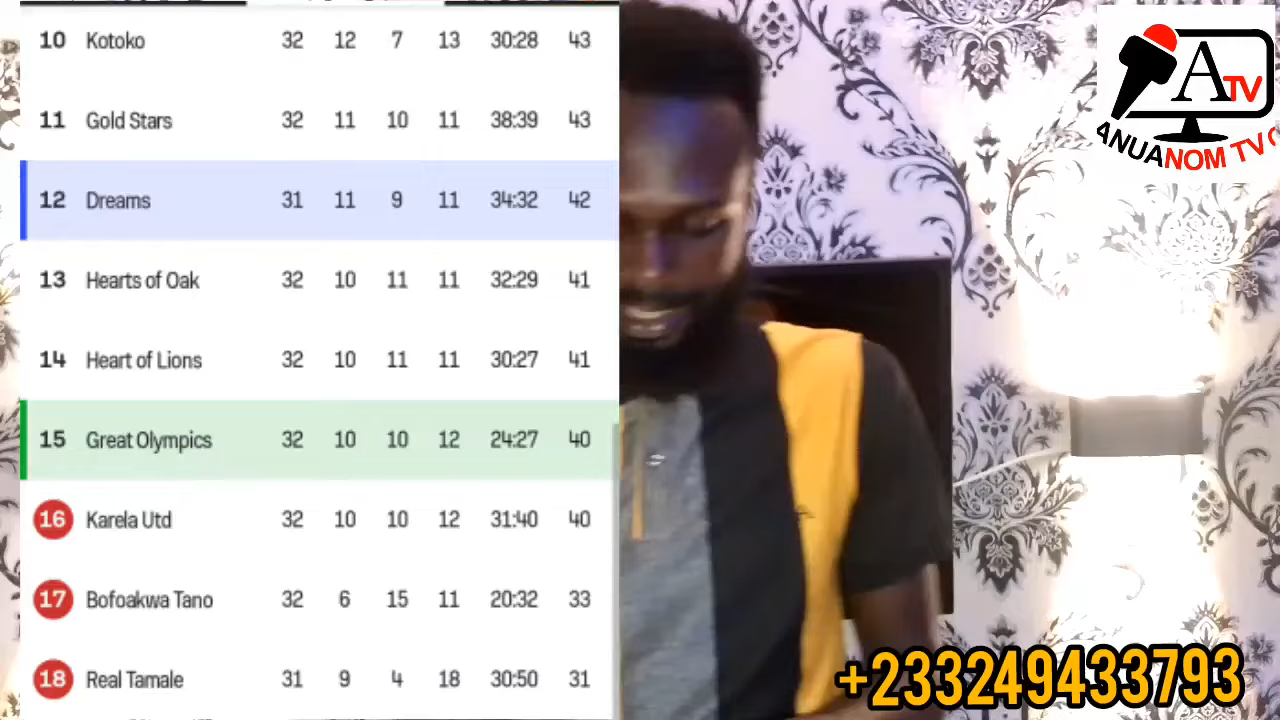 10 Kotoko 32 12 7 13 30:28 43
11 Gold Stars 32 11 10 11 38:39 43
12 Dreams 31 11 9 11 34:32 42
13 Hearts of Oak 32 10 11 11 32:29 41
14 Heart of Lions 32 10 11 11 30:27 41
15 Great Olympics 32 10 10 12 24:27 40
16 Karela Utd 32 10 10 12 31:40 40
17 Bofoakwa Tano 32 6 15 11 20:32 33
18 Real Tamale 31 9 4 18 30:50 31
ATV
ANUANOM TV
+233249433793